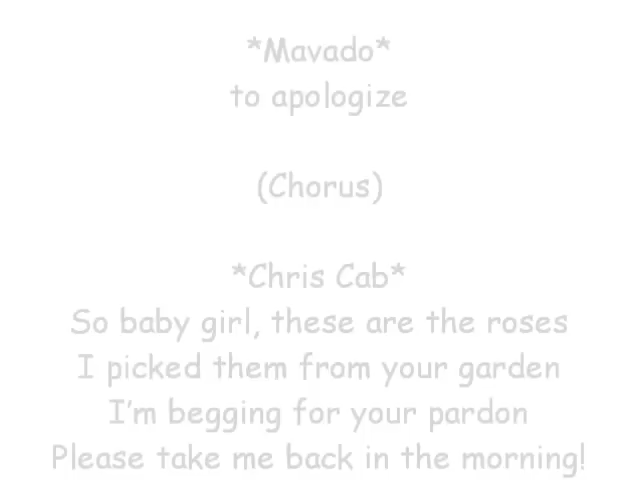 *Mavado*
to apologize
(Chorus)
*Chris Cab*
So baby girl, these are the roses
I picked them from your garden
I'm begging for your pardon
Please take me back in the morning!